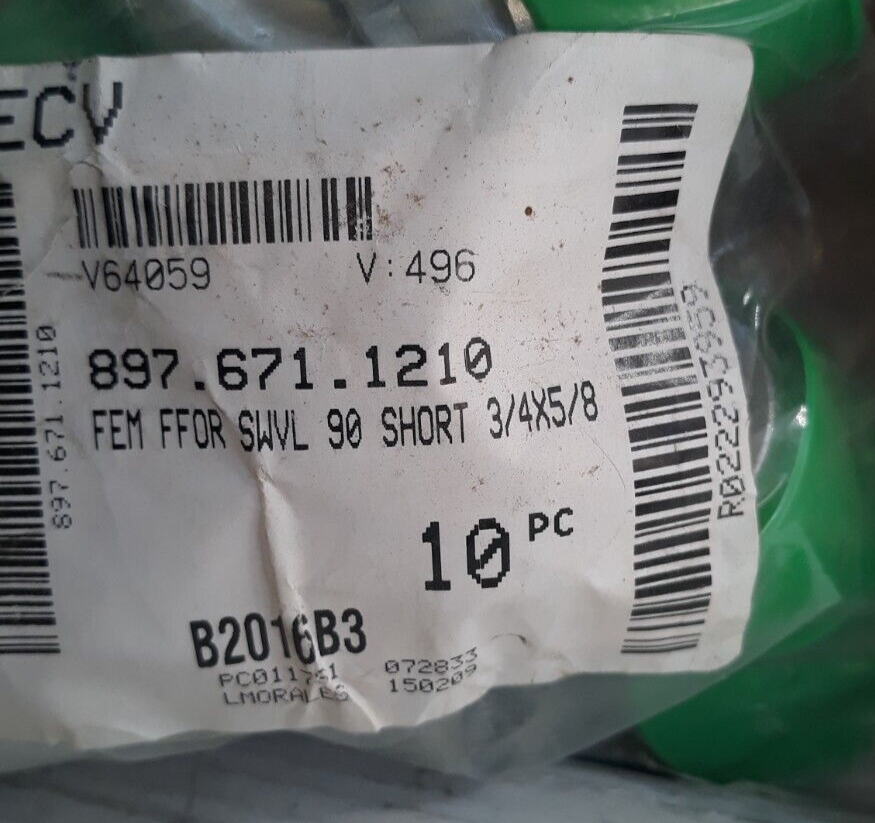 ECV
V64059 V:496
897.671.1210
897.671.1210
FEM FFOR SWVL 90 SHORT 3/4X5/8
10 PC
R022293959
B2016B3
072833
LMORALES 150209